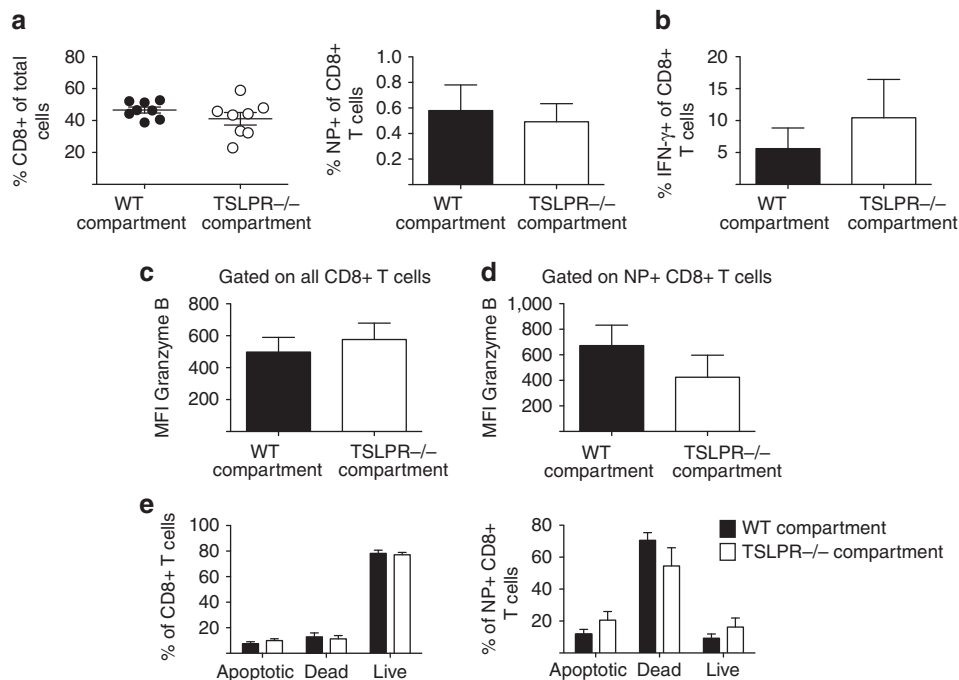 a
% CD8+ of total
cells
80
60
40
20
WT
compartment
TSLPR–/–
compartment
% NP+ of CD8+
T cells
1.0
0.8
0.6
0.4
0.2
WT
compartment
TSLPR–/–
compartment
b
% IFN-γ+ of CD8+
T cells
20
15
10
5
WT
compartment
TSLPR–/–
compartment
c
Gated on all CD8+ T cells
MFI Granzyme B
800
600
400
200
WT
compartment
TSLPR–/–
compartment
d
Gated on NP+ CD8+ T cells
MFI Granzyme B
1,000
800
600
400
200
WT
compartment
TSLPR–/–
compartment
e
% of CD8+ T cells
100
80
60
40
20
Apoptotic Dead Live
% of NP+ CD8+
T cells
80
60
40
20
Apoptotic Dead Live
WT compartment
TSLPR–/– compartment